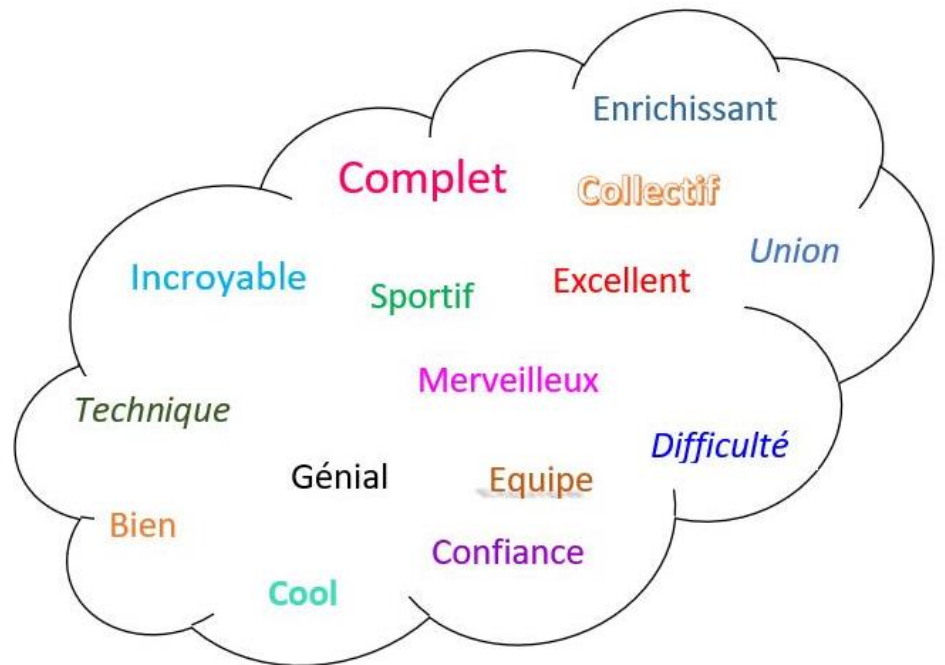 Enrichissant
Complet
Collectif
Union
Incroyable
Excellent
Sportif
Merveilleux
Technique
Difficulté
Génial
Equipe
Bien
Confiance
Cool